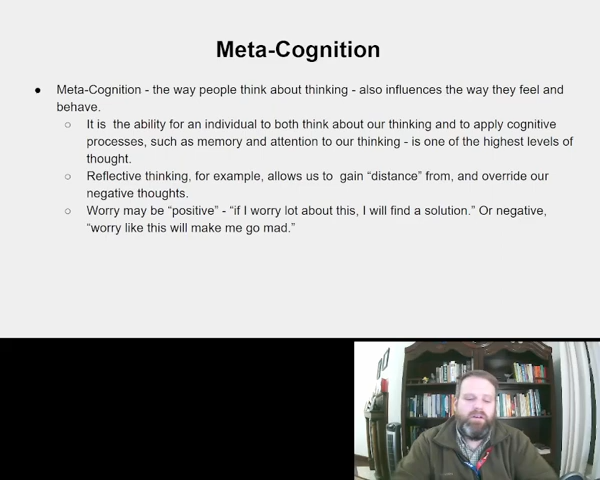 Meta-Cognition
● Meta-Cognition - the way people think about thinking - also influences the way they feel and
behave.
○ It is  the ability for an individual to both think about our thinking and to apply cognitive
processes, such as memory and attention to our thinking - is one of the highest levels of
thought.
○ Reflective thinking, for example, allows us to  gain “distance” from, and override our
negative thoughts.
○ Worry may be “positive” - “if I worry lot about this, I will find a solution.” Or negative,
“worry like this will make me go mad.”